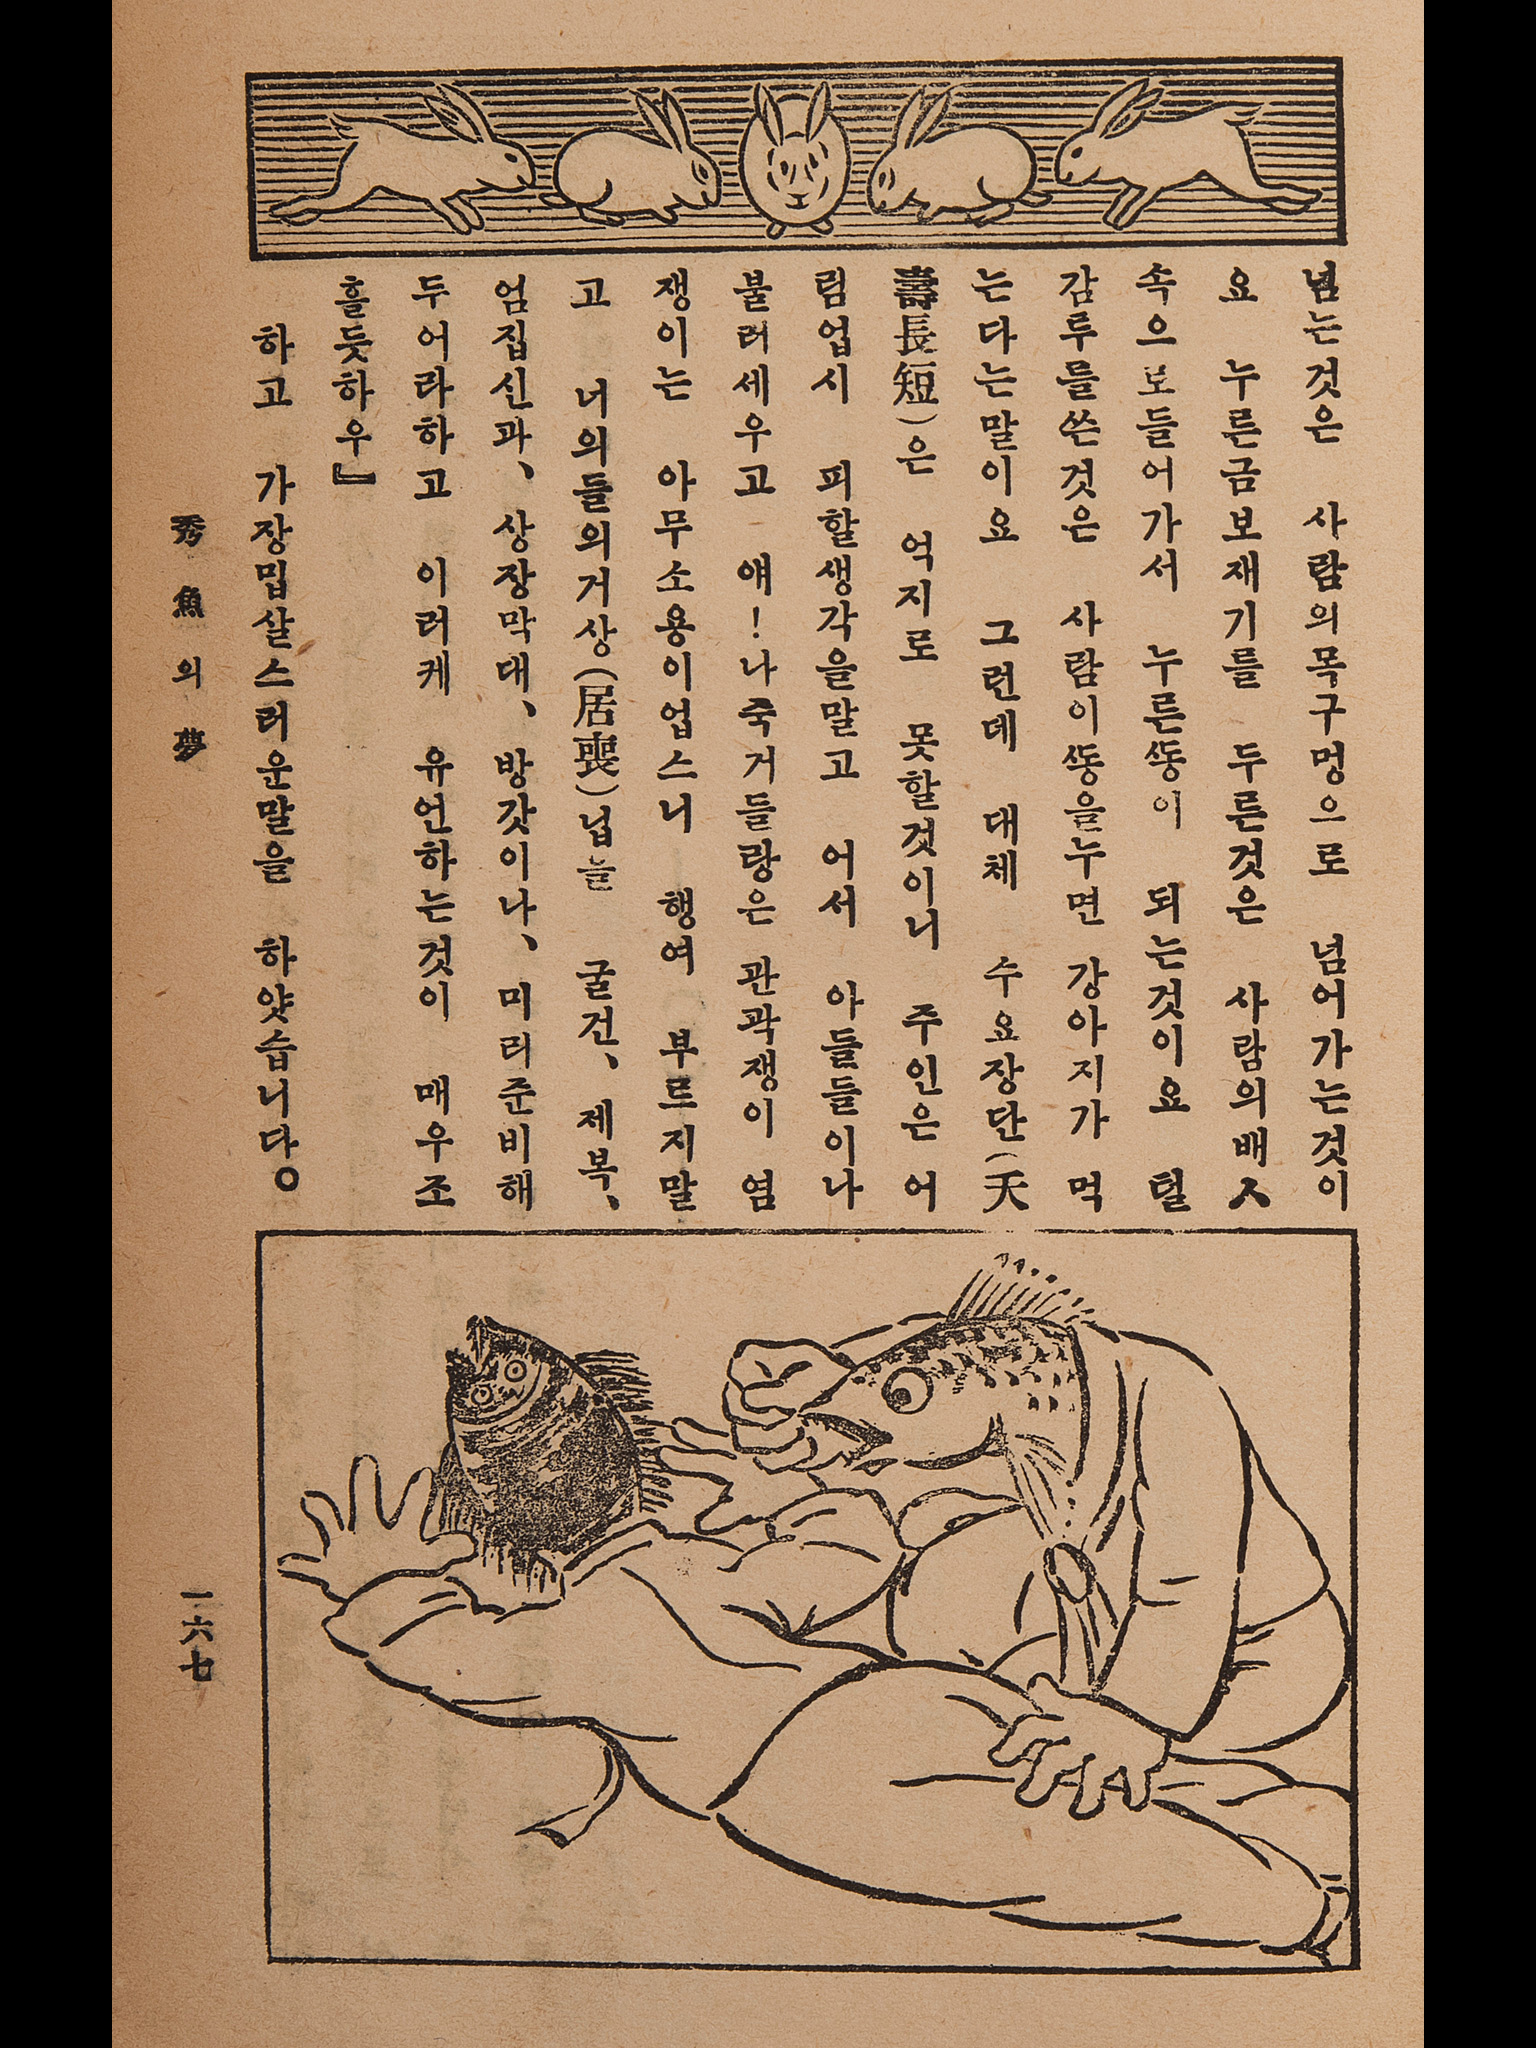 넘는것은 사람의목구멍으로 넘어가는것이
요 누른금보재기를 두른것은 사람의배人
속으로들어가서 누른똥이 되는것이요 털
감투를쓴것은 사람이똥을누면 강아지가 먹
는다는말이요 그런데 대체 수요장단(天
壽長短)은 억지로 못할것이니 주인은 어
림업시 피할생각을말고 어서 아들들이나
불러세우고 얘!나죽거들랑은 관곽쟁이 염
쟁이는 아무소용이업스니 행여 부르지말
고 너의들의거상(居喪)닙늘 굴건、제복、
엄집신과、상장막대、방갓이나、미리준비해
두어라하고 이러케 유언하는것이 매우조
흘듯하우』
하고 가장밉살스러운말을 하얏습니다。
秀魚의夢
一六七